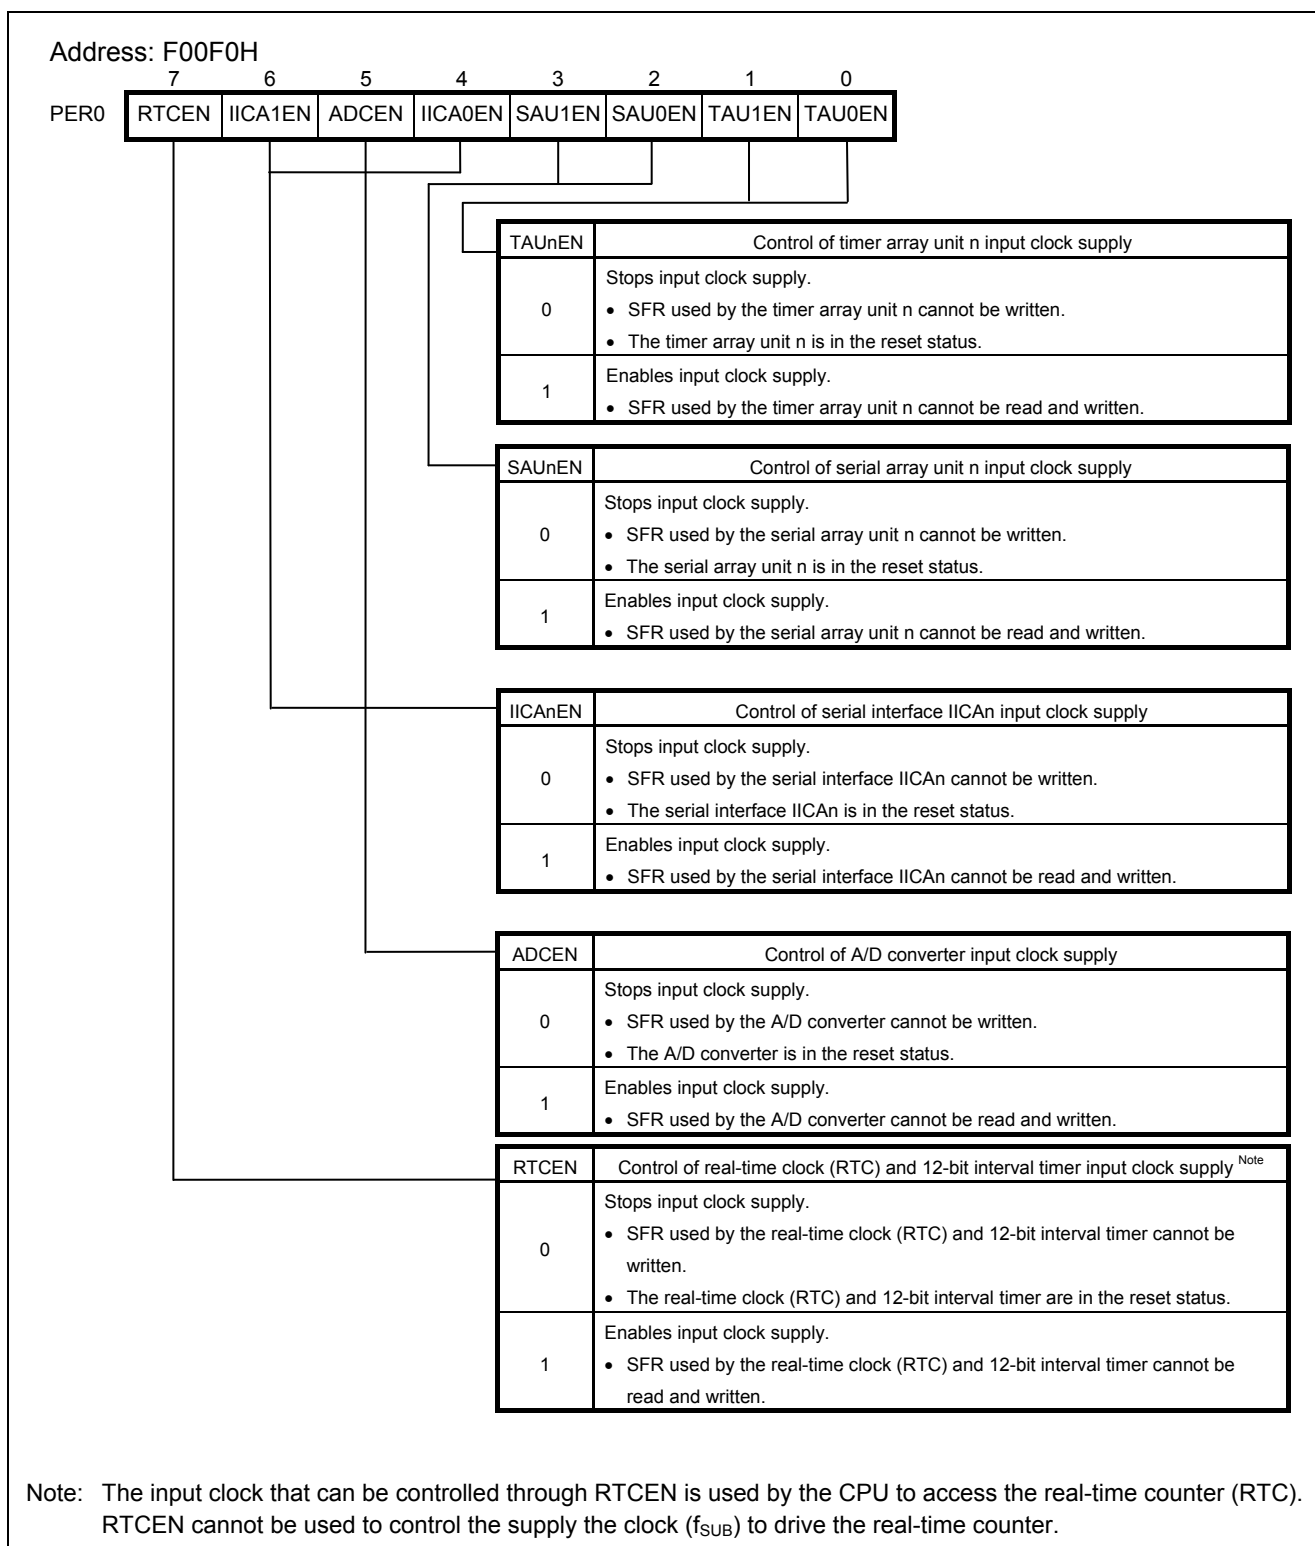 Address: F00F0H
7 6 5 4 3 2 1 0
PER0 RTCEN IICA1EN ADCEN IICA0EN SAU1EN SAU0EN TAU1EN TAU0EN
TAUnEN Control of timer array unit n input clock supply
Stops input clock supply.
0 • SFR used by the timer array unit n cannot be written.
• The timer array unit n is in the reset status.
Enables input clock supply.
1 • SFR used by the timer array unit n cannot be read and written.
SAUnEN Control of serial array unit n input clock supply
Stops input clock supply.
0 • SFR used by the serial array unit n cannot be written.
• The serial array unit n is in the reset status.
Enables input clock supply.
1 • SFR used by the serial array unit n cannot be read and written.
IICAnEN Control of serial interface IICAn input clock supply
Stops input clock supply.
0 • SFR used by the serial interface IICAn cannot be written.
• The serial interface IICAn is in the reset status.
Enables input clock supply.
1 • SFR used by the serial interface IICAn cannot be read and written.
ADCEN Control of A/D converter input clock supply
Stops input clock supply.
0 • SFR used by the A/D converter cannot be written.
• The A/D converter is in the reset status.
Enables input clock supply.
1 • SFR used by the A/D converter cannot be read and written.
RTCEN Control of real-time clock (RTC) and 12-bit interval timer input clock supply Note
Stops input clock supply.
• SFR used by the real-time clock (RTC) and 12-bit interval timer cannot be
0 written.
• The real-time clock (RTC) and 12-bit interval timer are in the reset status.
Enables input clock supply.
1 • SFR used by the real-time clock (RTC) and 12-bit interval timer cannot be
read and written.
Note: The input clock that can be controlled through RTCEN is used by the CPU to access the real-time counter (RTC).
RTCEN cannot be used to control the supply the clock (fSUB) to drive the real-time counter.